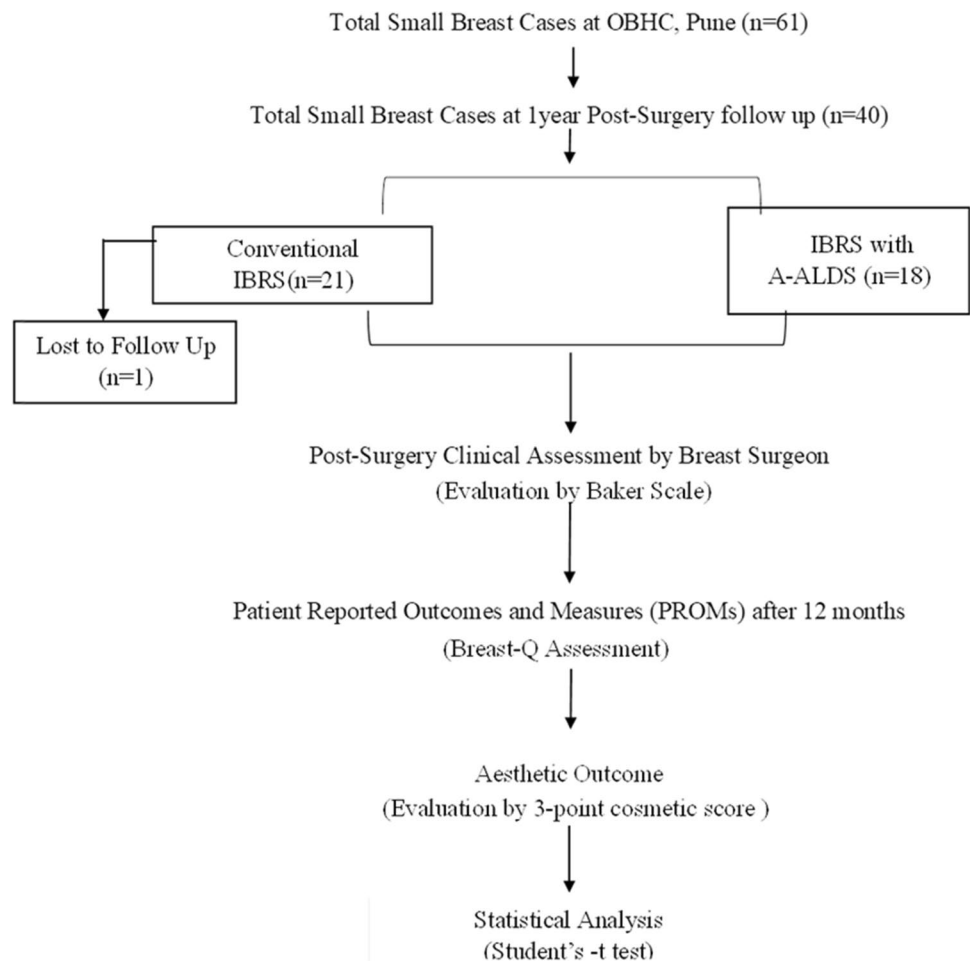 Total Small Breast Cases at OBHC, Pune (n=61)
Total Small Breast Cases at 1year Post-Surgery follow up (n=40)
Conventional
IBRS(n=21)
IBRS with
A-ALDS (n=18)
Lost to Follow Up
(n=1)
Post-Surgery Clinical Assessment by Breast Surgeon
(Evaluation by Baker Scale)
Patient Reported Outcomes and Measures (PROMs) after 12 months
(Breast-Q Assessment)
Aesthetic Outcome
(Evaluation by 3-point cosmetic score )
Statistical Analysis
(Student's -t test)